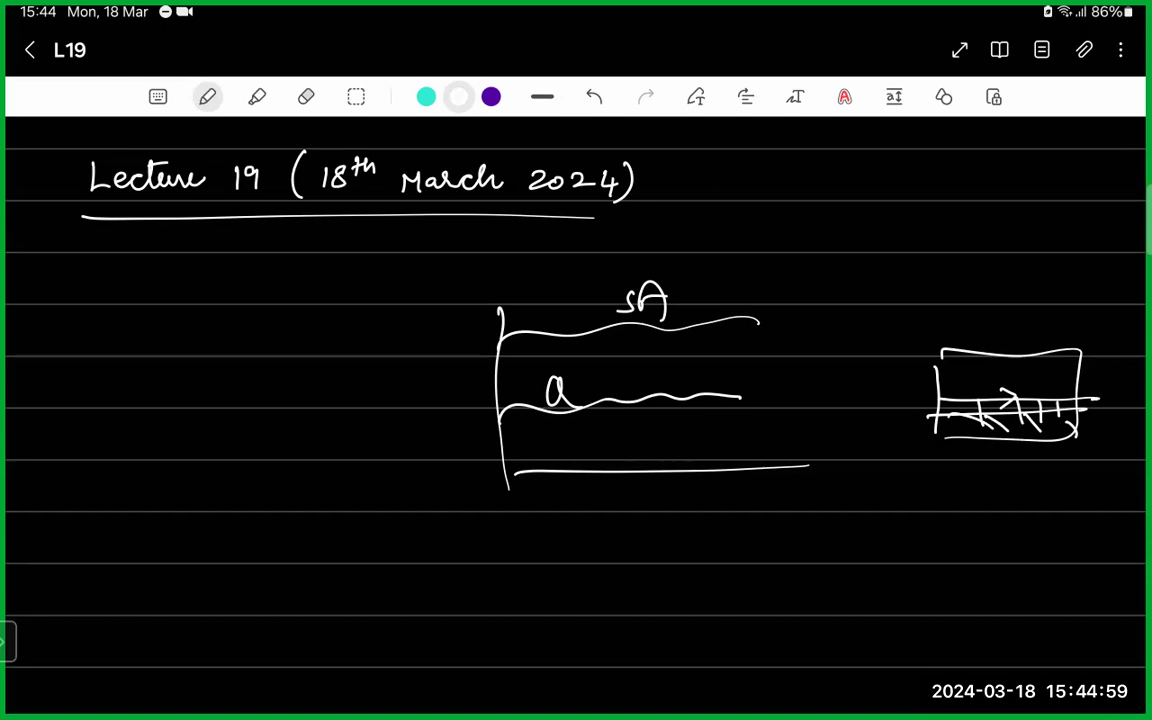 15:44 Mon, 18 Mar 86%
L19
Lecture 19 (18th March 2024)
SA
a
2024-03-18 15:44:59